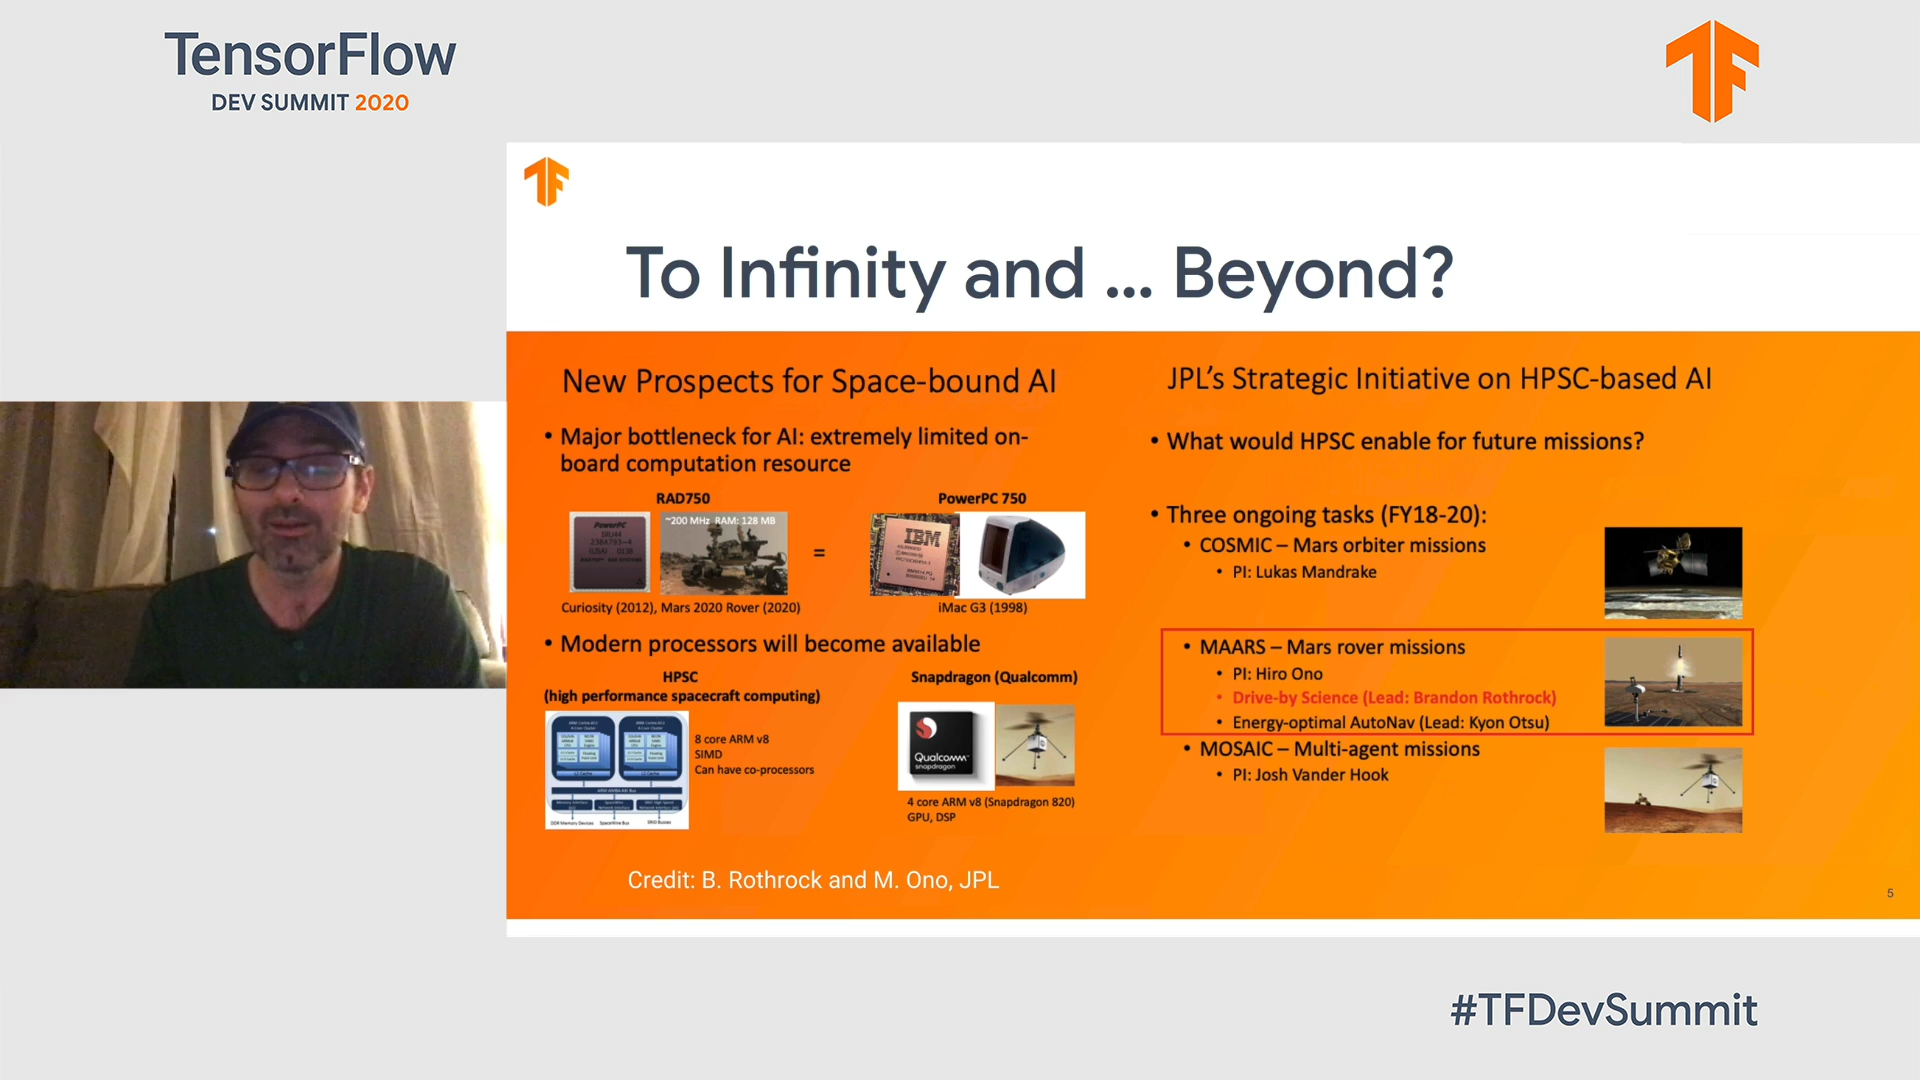 TensorFlow
DEV SUMMIT 2020
To Infinity and ... Beyond?
New Prospects for Space-bound AI
• Major bottleneck for AI: extremely limited on-
board computation resource
RAD750
PowerPC 750
PowerPC
~200 MHz RAM: 128 MB
=
IBM
Curiosity (2012), Mars 2020 Rover (2020)
iMac G3 (1998)
• Modern processors will become available
HPSC
(high performance spacecraft computing)
Snapdragon (Qualcomm)
8 core ARM v8
SIMD
Can have co-processors
Qualcomm
snapdragon
4 core ARM v8 (Snapdragon 820)
GPU, DSP
Credit: B. Rothrock and M. Ono, JPL
JPL's Strategic Initiative on HPSC-based AI
• What would HPSC enable for future missions?
• Three ongoing tasks (FY18-20):
• COSMIC – Mars orbiter missions
• PI: Lukas Mandrake
• MAARS – Mars rover missions
• PI: Hiro Ono
• Drive-by Science (Lead: Brandon Rothrock)
• Energy-optimal AutoNav (Lead: Kyon Otsu)
• MOSAIC – Multi-agent missions
• PI: Josh Vander Hook
5
#TFDevSummit